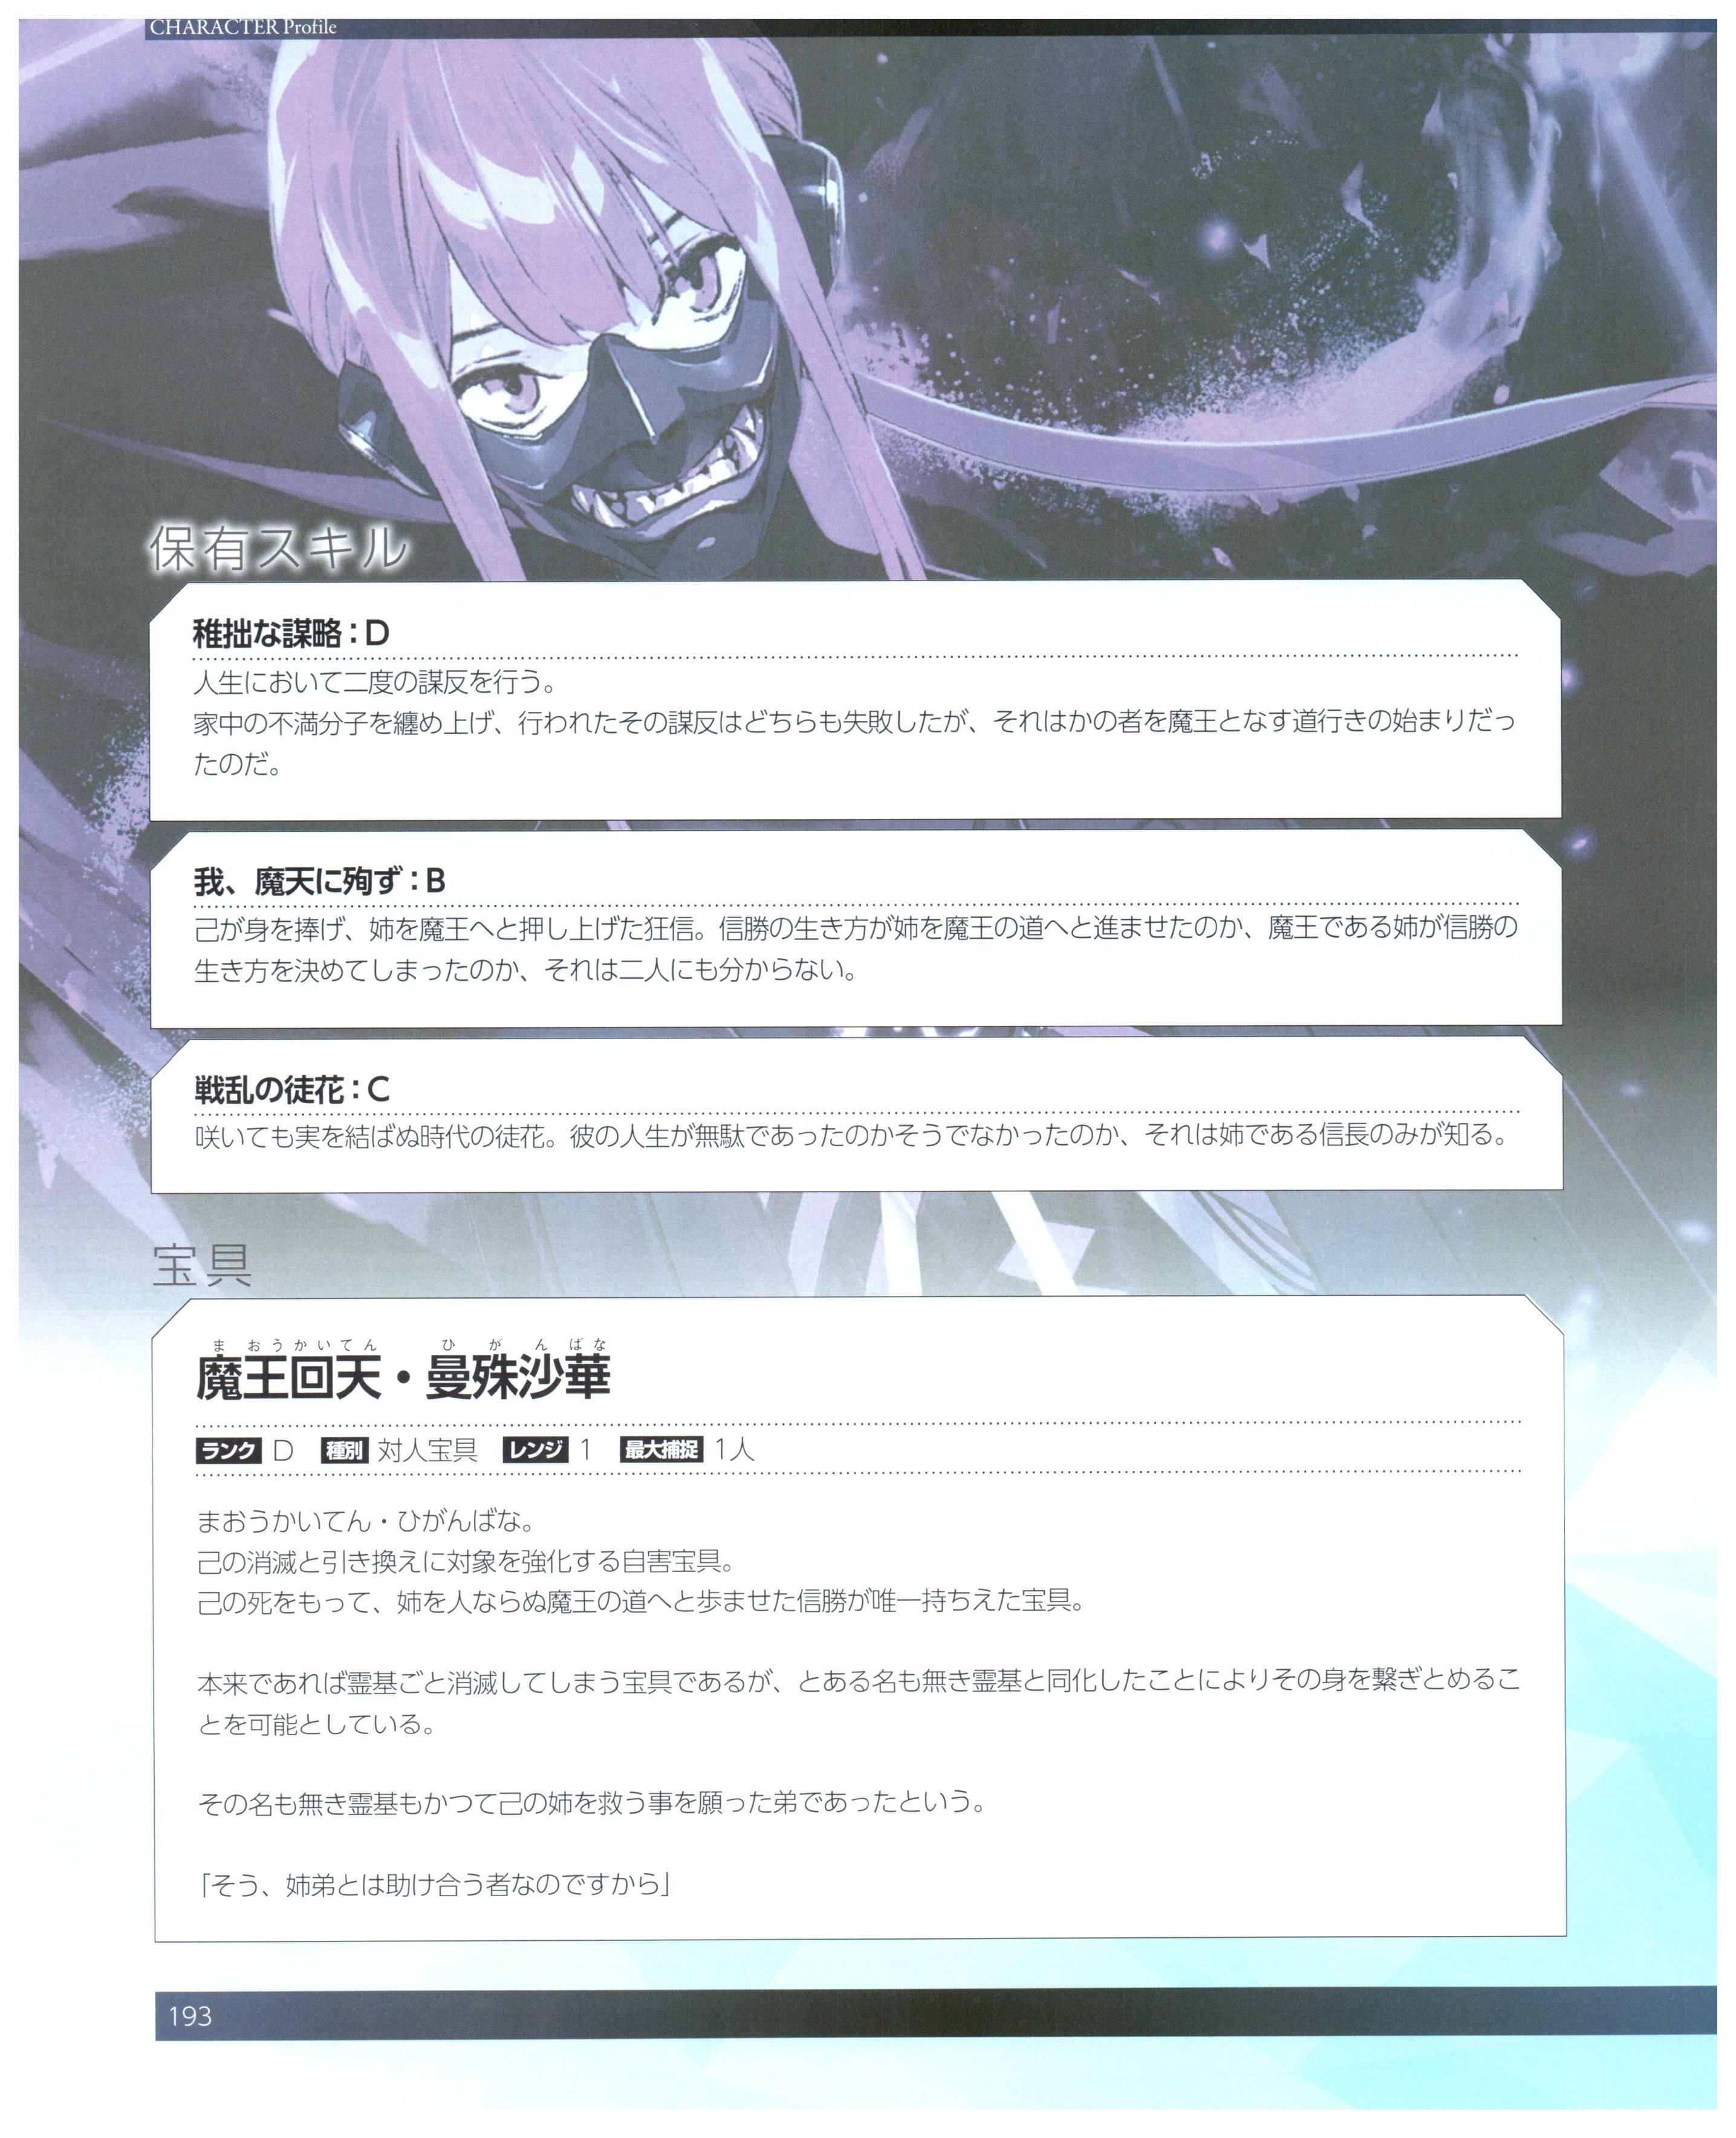 CHARACTER Profile
保有スキル
稚拙な謀略：D
人生において二度の謀反を行う。
家中の不満分子を纏め上げ、行われたその謀反はどちらも失敗したが、それはかの者を魔王となす道行きの始まりだっ
たのだ。
我、魔天に殉ず：B
己が身を捧げ、姉を魔王へと押し上げた狂信。信勝の生き方が姉を魔王の道へと進ませたのか、魔王である姉が信勝の
生き方を決めてしまったのか、それは二人にも分からない。
戦乱の徒花：C
咲いても実を結ばぬ時代の徒花。彼の人生が無駄であったのかそうでなかったのか、それは姉である信長のみが知る。
宝具
まおうかいてん ひがんばな
魔王回天・曼殊沙華
ランク D 種別 対人宝具 レンジ 1 最大捕捉 1人
まおうかいてん・ひがんばな。
己の消滅と引き換えに対象を強化する自害宝具。
己の死をもって、姉を人ならぬ魔王の道へと歩ませた信勝が唯一持ちえた宝具。
本来であれば霊基ごと消滅してしまう宝具であるが、とある名も無き霊基と同化したことによりその身を繋ぎとめるこ
とを可能としている。
その名も無き霊基もかつて己の姉を救う事を願った弟であったという。
「そう、姉弟とは助け合う者なのですから」
193